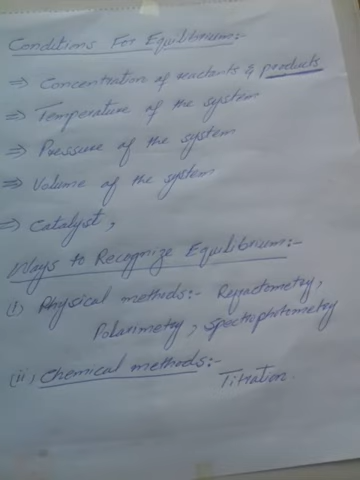 Conditions For Equilibrium:-
⇒ Concentration of reactants & products
⇒ Temperature of the system
⇒ Pressure of the system
⇒ Volume of the system
⇒ Catalyst,
Ways to Recognize Equilibrium:-
(i) Physical methods:- Refractometry,
Polarimetry, Spectrophotometry
(ii) Chemical methods:-
Titration.